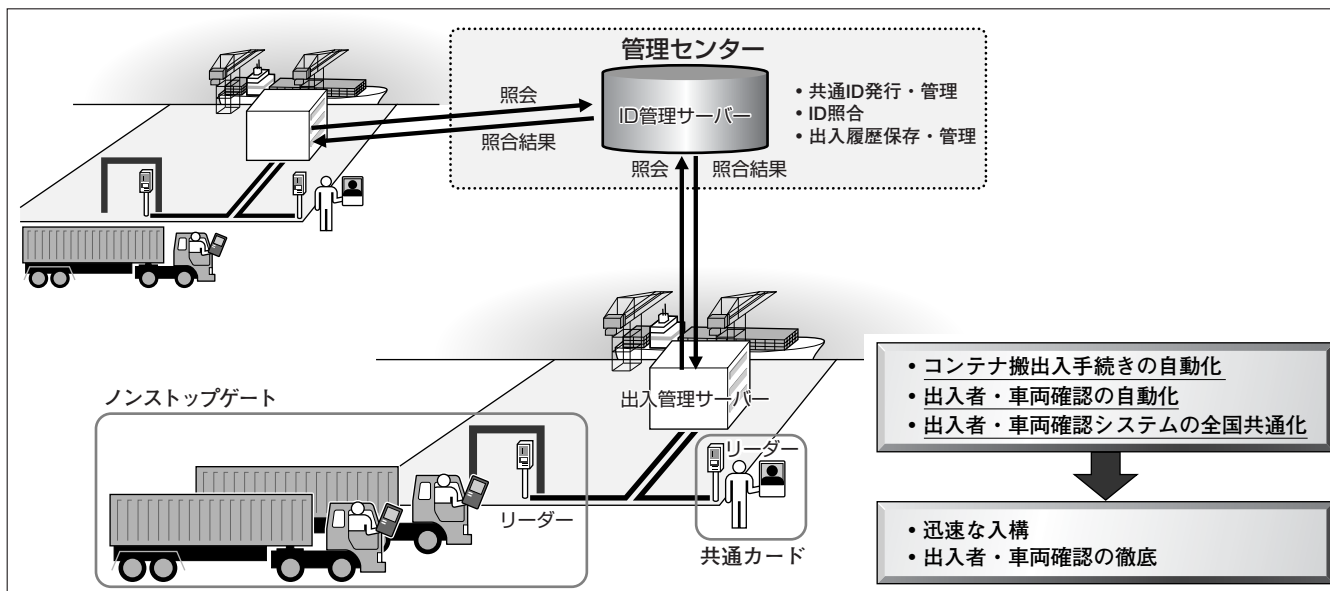 管理センター
ID管理サーバー
• 共通ID発行・管理
• ID照合
• 出入履歴保存・管理
照会
照合結果
照会
照合結果
出入管理サーバー
ノンストップゲート
リーダー
リーダー
共通カード
• コンテナ搬出入手続きの自動化
• 出入者・車両確認の自動化
• 出入者・車両確認システムの全国共通化
• 迅速な入構
• 出入者・車両確認の徹底